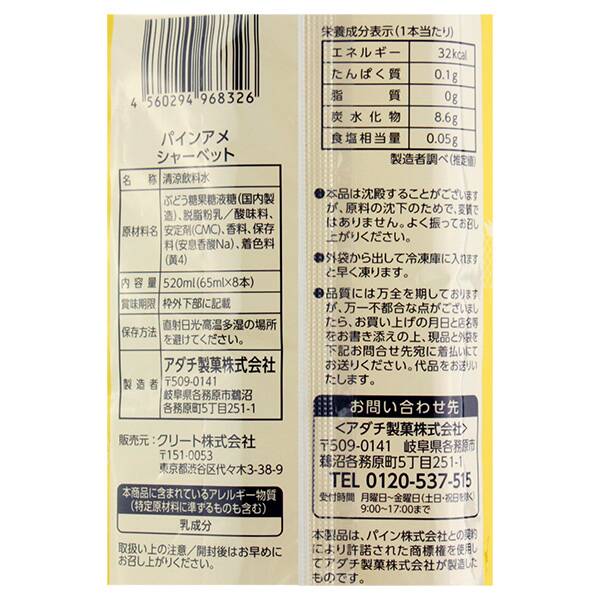 4 560294 968326
パインアメ
シャーベット
名　称 清涼飲料水
原材料名 ぶどう糖果糖液糖(国内製
造)、脱脂粉乳／酸味料、
安定剤(CMC)、香料、保存
料(安息香酸Na)、着色料
(黄4)
内 容 量 520ml(65ml×8本)
賞味期限 枠外下部に記載
保存方法 直射日光・高温多湿の場所
を避けてください。
製 造 者 アダチ製菓株式会社
〒509-0141
岐阜県各務原市鵜沼
各務原町5丁目251-1
販売元：クリート株式会社
〒151-0053
東京都渋谷区代々木3-38-9
本商品に含まれているアレルギー物質
(特定原材料に準ずるものも含む)
乳成分
取扱い上の注意／開封後はお早めに
お召し上がりください。
栄養成分表示(1本当たり)
エネルギー 32kcal
たんぱく質 0.1g
脂　質 0g
炭水化物 8.6g
食塩相当量 0.05g
製造者調べ(推定値)
●本品は沈殿することがございます
が、原料の沈下のためで、変質で
はありません。よく振ってお召し
上がりください。
●外袋から出して冷凍庫に入れます
と早く凍ります。
●品質には万全を期しております
が、万一不都合な点がございまし
たら、お買い上げの月日と店名等
をお書き添えの上、現品と外袋を
下記お問合せ先宛に着払いにて
お送りください。代品をお送りい
たします。
お問い合わせ先
＜アダチ製菓株式会社＞
〒509-0141　岐阜県各務原市
鵜沼各務原町5丁目251-1
TEL 0120-537-515
受付時間　月曜日〜金曜日(土日・祝日を除く)
9:00〜17:00まで
本製品は、パイン株式会社との契約
により許諾された商標権を使用して
アダチ製菓株式会社が製造した
ものです。